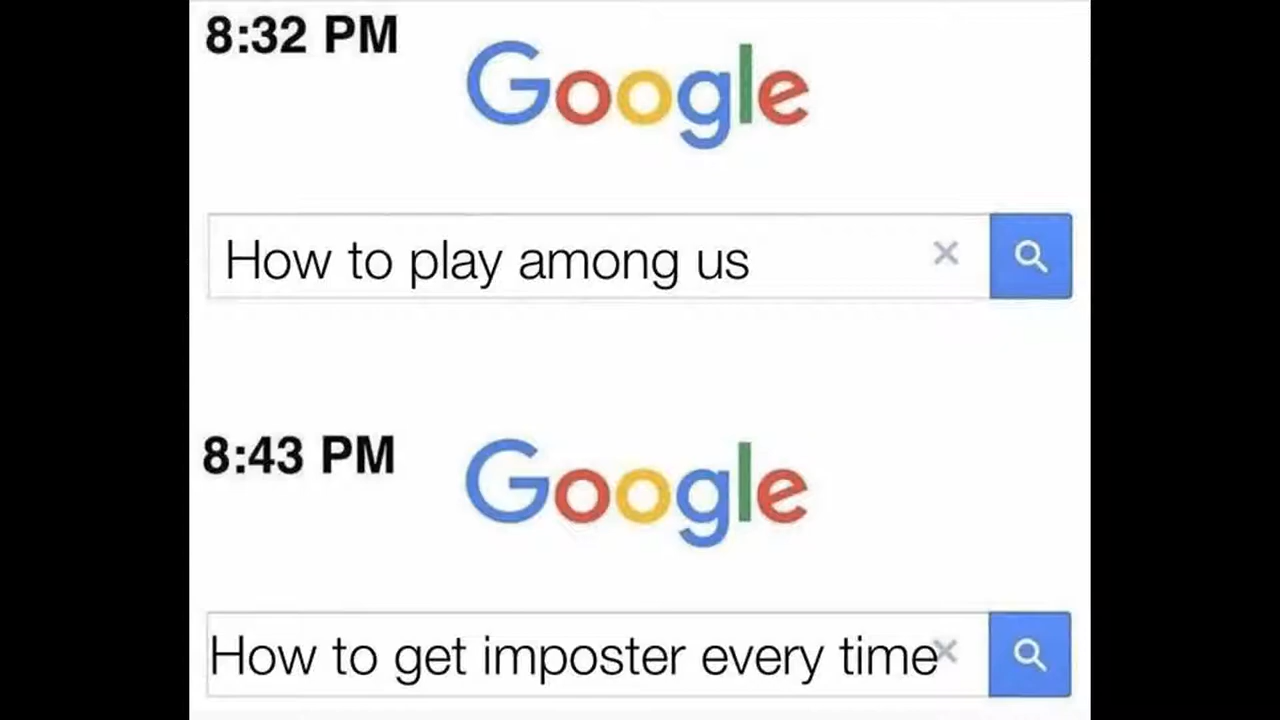 8:32 PM
Google
How to play among us
8:43 PM
Google
How to get imposter every time